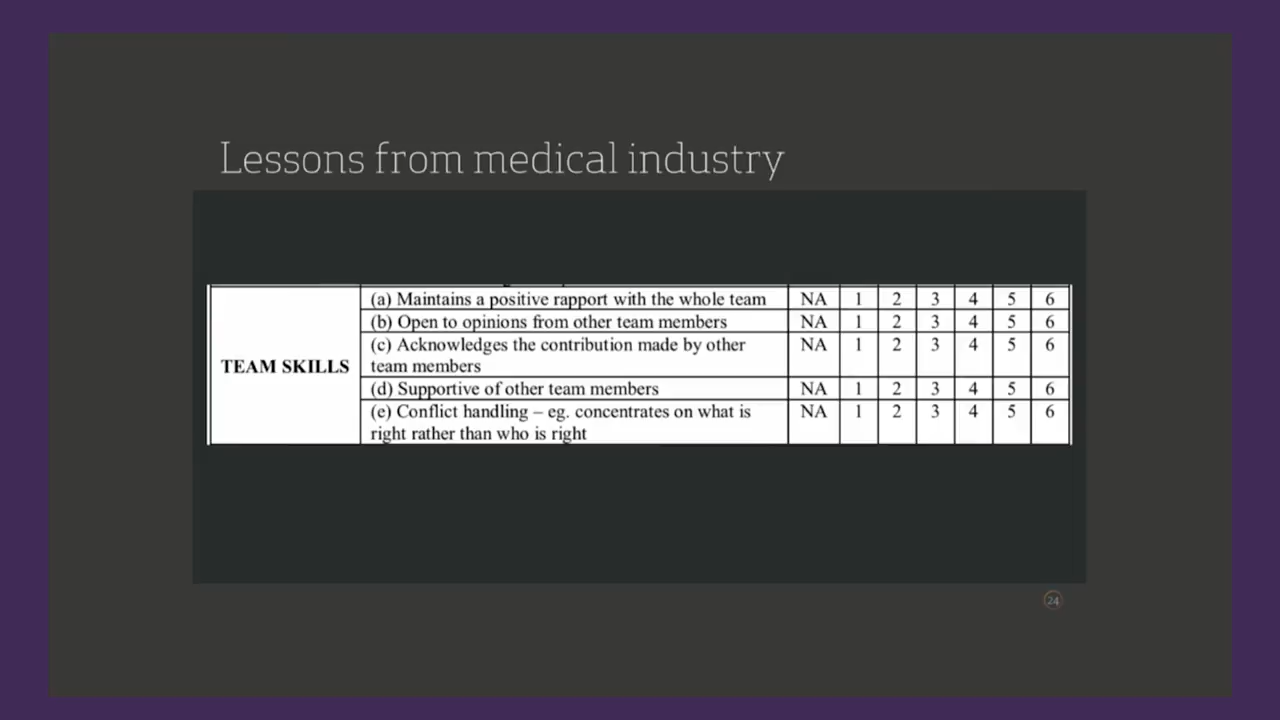 Lessons from medical industry
TEAM SKILLS
(a) Maintains a positive rapport with the whole team NA 1 2 3 4 5 6
(b) Open to opinions from other team members NA 1 2 3 4 5 6
(c) Acknowledges the contribution made by other NA 1 2 3 4 5 6
team members
(d) Supportive of other team members NA 1 2 3 4 5 6
(e) Conflict handling – eg. concentrates on what is NA 1 2 3 4 5 6
right rather than who is right
24